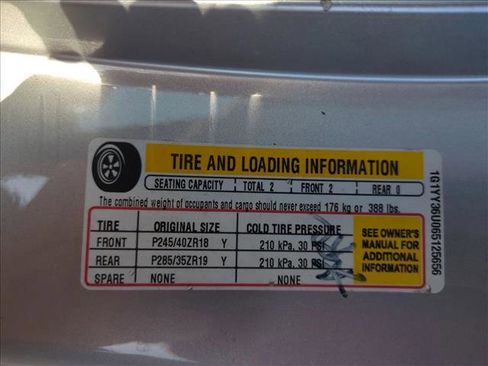 TIRE AND LOADING INFORMATION
SEATING CAPACITY TOTAL 2 FRONT 2 REAR 0
The combined weight of occupants and cargo should never exceed 176 kg or 388 lbs.
TIRE ORIGINAL SIZE COLD TIRE PRESSURE
FRONT P245/40ZR18 Y 210 kPa, 30 PSI
REAR P285/35ZR19 Y 210 kPa, 30 PSI
SPARE NONE NONE
SEE OWNER'S
MANUAL FOR
ADDITIONAL
INFORMATION
1G1YY26U065125656